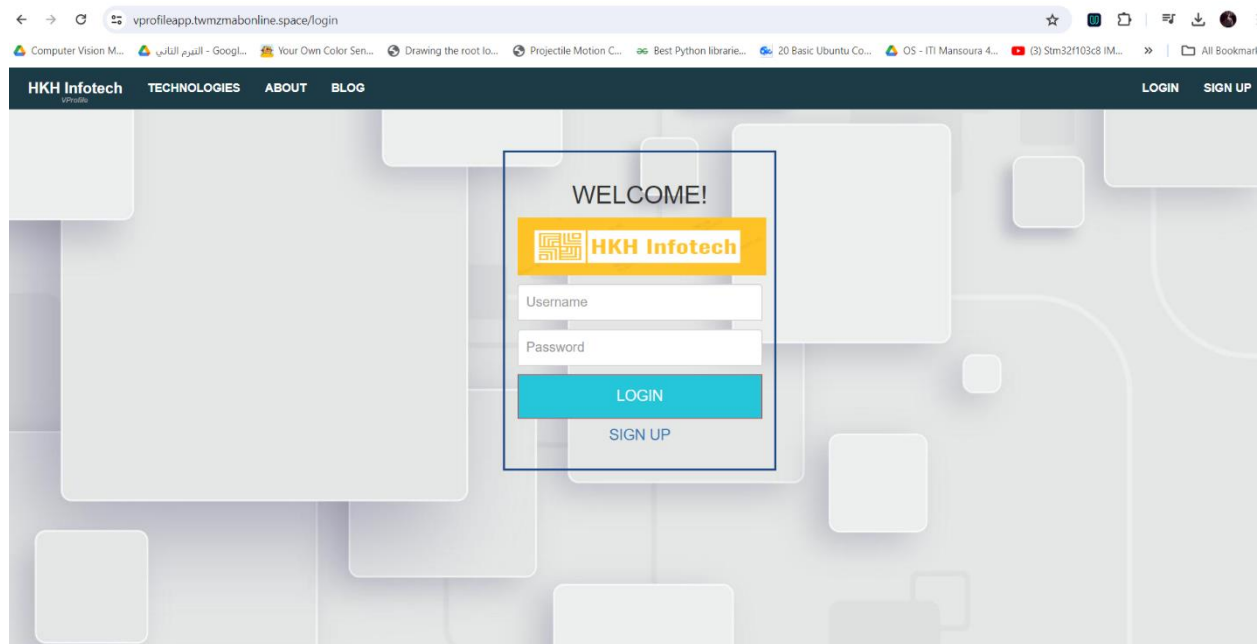 vprofileapp.twmzmabonline.space/login
Computer Vision M... التيرم الثاني - Googl... Your Own Color Sen... Drawing the root lo... Projectile Motion C... Best Python librarie... 20 Basic Ubuntu Co... OS - ITI Mansoura 4... (3) Stm32f103c8 IM... » All Bookmark
HKH Infotech TECHNOLOGIES ABOUT BLOG LOGIN SIGN UP
VProfile
WELCOME!
HKH Infotech
Username
Password
LOGIN
SIGN UP